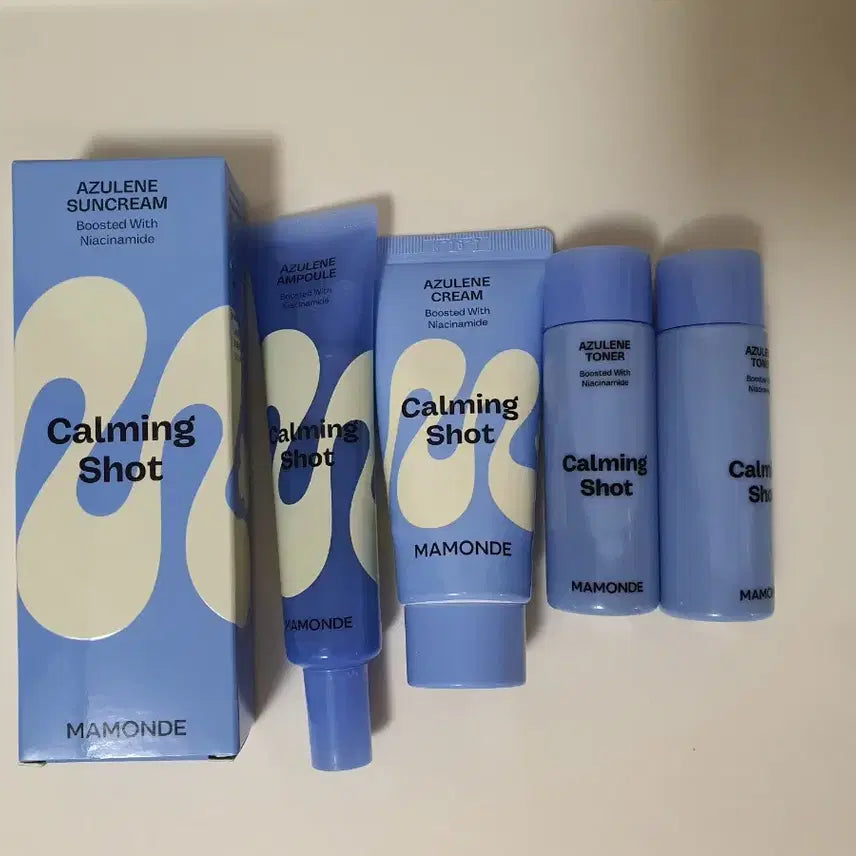 AZULENE
SUNCREAM
Boosted With
Niacinamide
Calming
Shot
MAMONDE
AZULENE
AMPOULE
Boosted With
Niacinamide
Calming
Shot
MAMONDE
AZULENE
CREAM
Boosted With
Niacinamide
Calming
Shot
MAMONDE
AZULENE
TONER
Boosted With
Niacinamide
Calming
Shot
MAMONDE